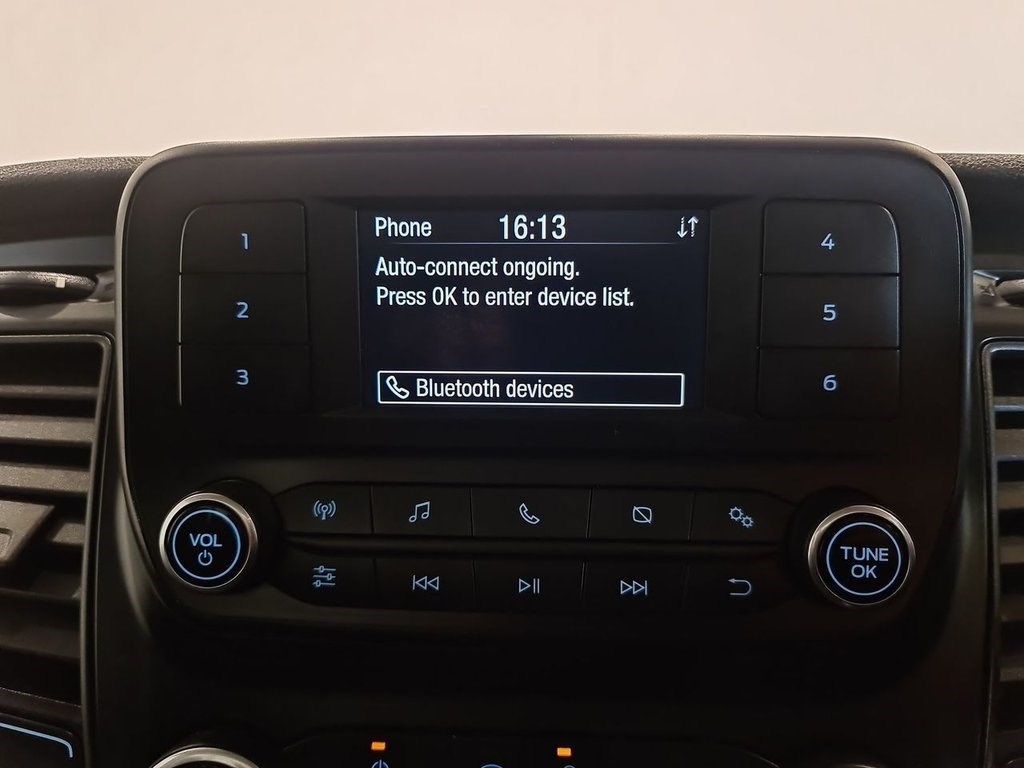 Phone 16:13
Auto-connect ongoing.
Press OK to enter device list.
Bluetooth devices
1
2
3
4
5
6
VOL
TUNE
OK